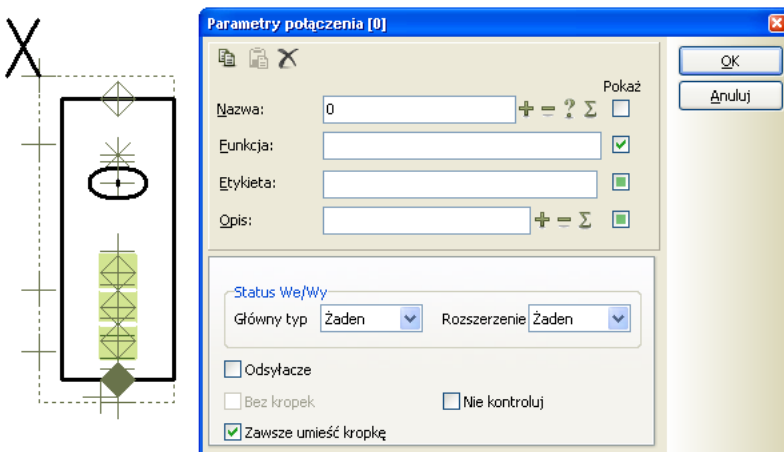 Parametry połączenia [0]
OK
Anuluj
Pokaż
Nazwa: 0
Funkcja:
Etykieta:
Opis:
Status We/Wy
Główny typ Żaden Rozszerzenie Żaden
Odsyłacze
Bez kropek Nie kontroluj
Zawsze umieść kropkę